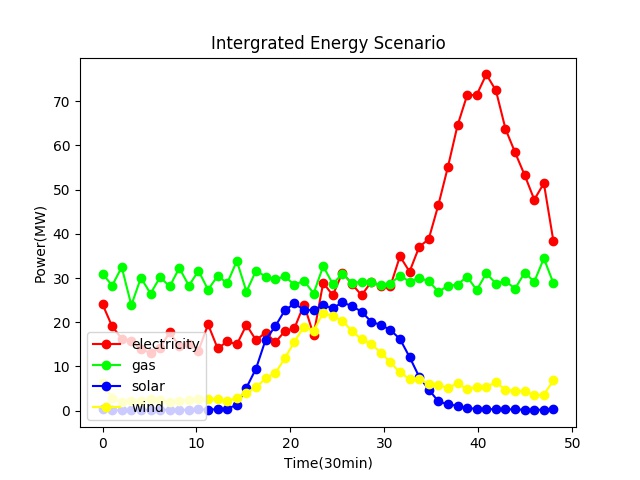 Intergrated Energy Scenario
Power(MW)
70
60
50
40
30
20
10
0
electricity
gas
solar
wind
0 10 20 30 40 50
Time(30min)